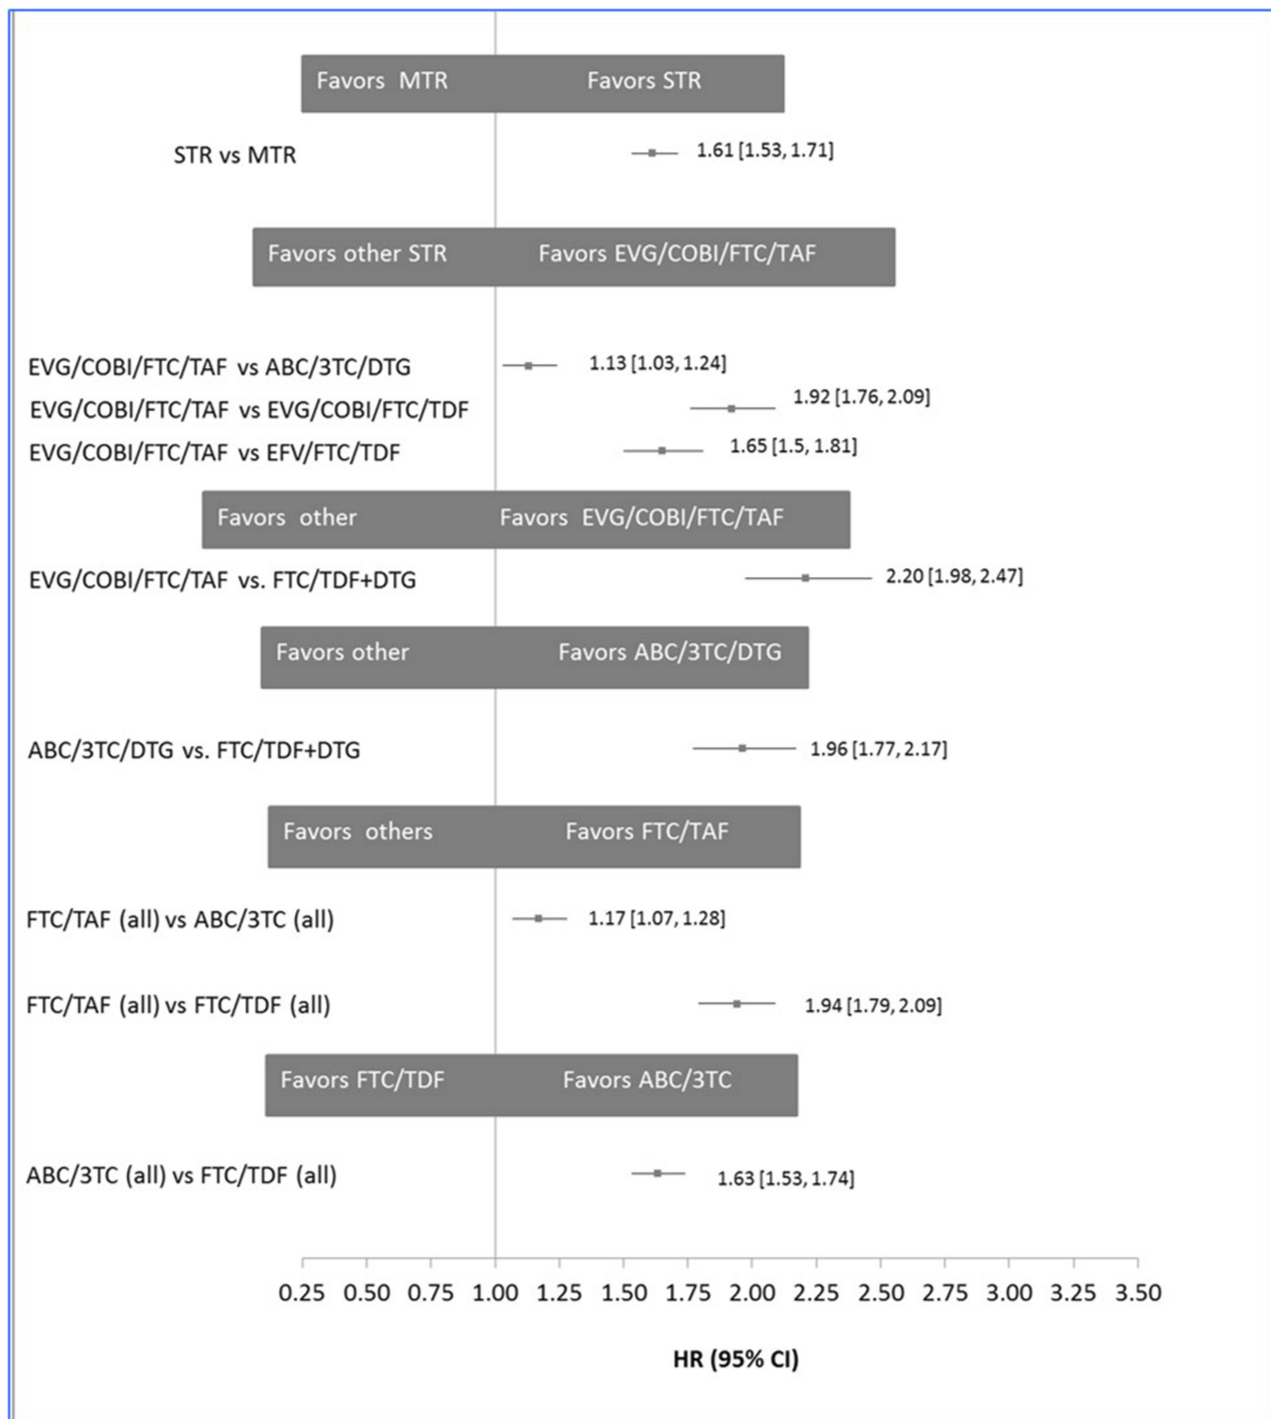 Favors MTR Favors STR
STR vs MTR 1.61 [1.53, 1.71]
Favors other STR Favors EVG/COBI/FTC/TAF
EVG/COBI/FTC/TAF vs ABC/3TC/DTG 1.13 [1.03, 1.24]
EVG/COBI/FTC/TAF vs EVG/COBI/FTC/TDF 1.92 [1.76, 2.09]
EVG/COBI/FTC/TAF vs EFV/FTC/TDF 1.65 [1.5, 1.81]
Favors other Favors EVG/COBI/FTC/TAF
EVG/COBI/FTC/TAF vs. FTC/TDF+DTG 2.20 [1.98, 2.47]
Favors other Favors ABC/3TC/DTG
ABC/3TC/DTG vs. FTC/TDF+DTG 1.96 [1.77, 2.17]
Favors others Favors FTC/TAF
FTC/TAF (all) vs ABC/3TC (all) 1.17 [1.07, 1.28]
FTC/TAF (all) vs FTC/TDF (all) 1.94 [1.79, 2.09]
Favors FTC/TDF Favors ABC/3TC
ABC/3TC (all) vs FTC/TDF (all) 1.63 [1.53, 1.74]
0.25 0.50 0.75 1.00 1.25 1.50 1.75 2.00 2.25 2.50 2.75 3.00 3.25 3.50
HR (95% CI)